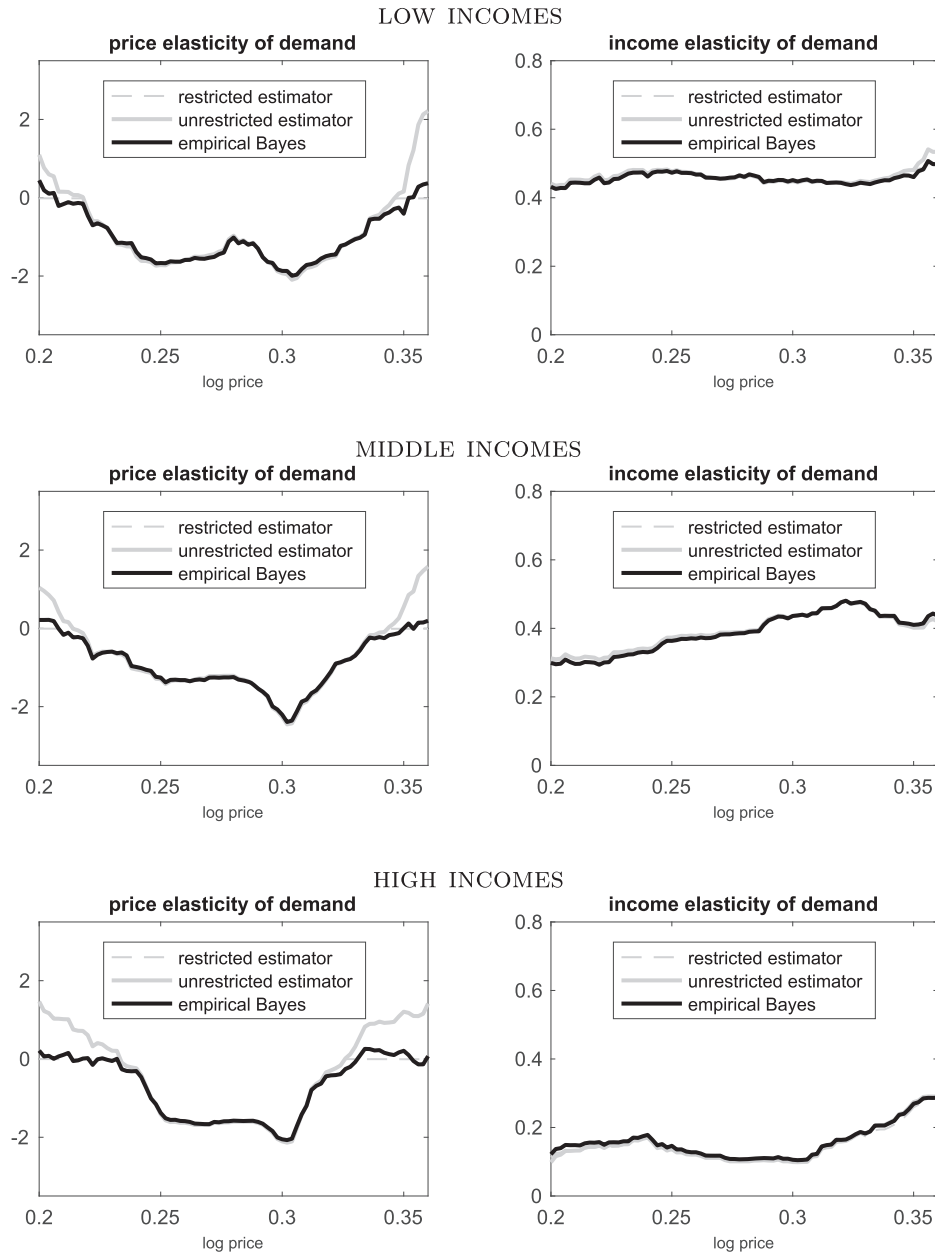 LOW INCOMES
price elasticity of demand
income elasticity of demand
restricted estimator
unrestricted estimator
empirical Bayes
2
0
-2
0.2
0.25
0.3
0.35
log price
restricted estimator
unrestricted estimator
empirical Bayes
0.8
0.6
0.4
0.2
0
0.2
0.25
0.3
0.35
log price
MIDDLE INCOMES
price elasticity of demand
income elasticity of demand
restricted estimator
unrestricted estimator
empirical Bayes
2
0
-2
0.2
0.25
0.3
0.35
log price
restricted estimator
unrestricted estimator
empirical Bayes
0.8
0.6
0.4
0.2
0
0.2
0.25
0.3
0.35
log price
HIGH INCOMES
price elasticity of demand
income elasticity of demand
restricted estimator
unrestricted estimator
empirical Bayes
2
0
-2
0.2
0.25
0.3
0.35
log price
restricted estimator
unrestricted estimator
empirical Bayes
0.8
0.6
0.4
0.2
0
0.2
0.25
0.3
0.35
log price